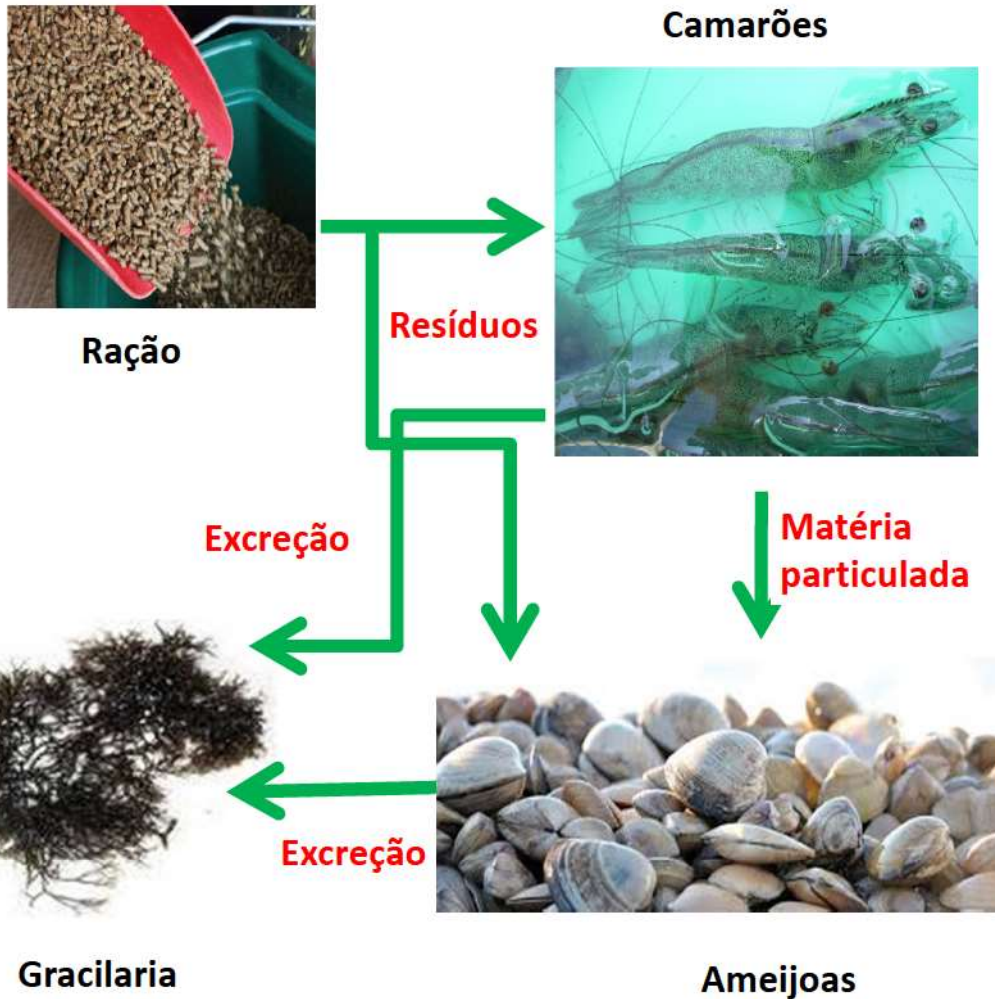 Camarões
Resíduos
Ração
Excreção
Matéria
particulada
Excreção
Gracilaria
Ameijoas